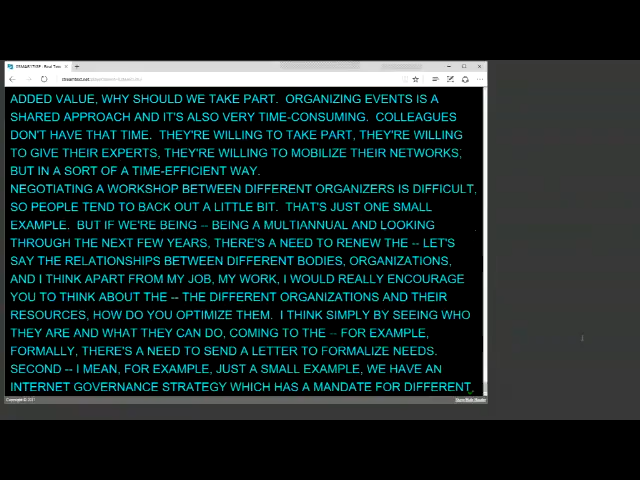 ADDED VALUE, WHY SHOULD WE TAKE PART.  ORGANIZING EVENTS IS A
SHARED APPROACH AND IT'S ALSO VERY TIME-CONSUMING.  COLLEAGUES
DON'T HAVE THAT TIME.  THEY'RE WILLING TO TAKE PART, THEY'RE WILLING
TO GIVE THEIR EXPERTS, THEY'RE WILLING TO MOBILIZE THEIR NETWORKS,
BUT IN A SORT OF A TIME-EFFICIENT WAY.
NEGOTIATING A WORKSHOP BETWEEN DIFFERENT ORGANIZERS IS DIFFICULT,
SO PEOPLE TEND TO BACK OUT A LITTLE BIT.  THAT'S JUST ONE SMALL
EXAMPLE.  BUT IF WE'RE BEING -- BEING A MULTIANNUAL AND LOOKING
THROUGH THE NEXT FEW YEARS, THERE'S A NEED TO RENEW THE -- LET'S
SAY THE RELATIONSHIPS BETWEEN DIFFERENT BODIES, ORGANIZATIONS,
AND I THINK APART FROM MY JOB, MY WORK, I WOULD REALLY ENCOURAGE
YOU TO THINK ABOUT THE -- THE DIFFERENT ORGANIZATIONS AND THEIR
RESOURCES, HOW DO YOU OPTIMIZE THEM.  I THINK SIMPLY BY SEEING WHO
THEY ARE AND WHAT THEY CAN DO, COMING TO THE -- FOR EXAMPLE,
FORMALLY, THERE'S A NEED TO SEND A LETTER TO FORMALIZE NEEDS.
SECOND -- I MEAN, FOR EXAMPLE, JUST A SMALL EXAMPLE, WE HAVE AN
INTERNET GOVERNANCE STRATEGY WHICH HAS A MANDATE FOR DIFFERENT